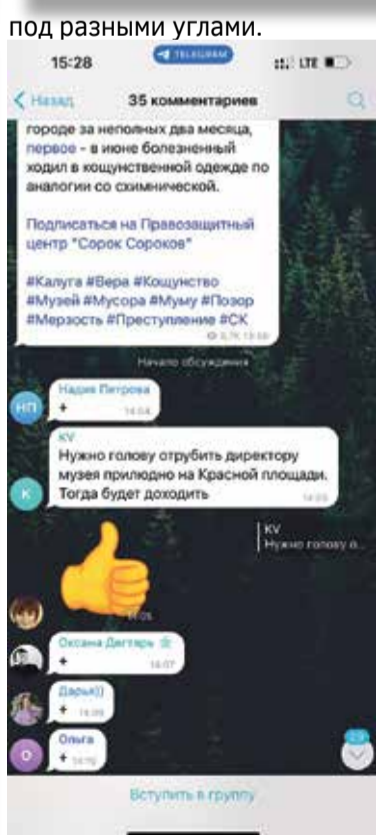 под разными углами.
15:28
TELEGRAM
LTE
Назад
35 комментариев
городе за неполных два месяца,
первое – в июне болезненный
ходил в кощунственной одежде по
аналогии со схимнической.
Подписаться на Правозащитный
центр "Сорок Сороков"
#Калуга #Вера #Кощунство
#Музей #Мусора #Муму #Позор
#Мерзость #Преступление #СК
Начало обсуждения
НП
Надия Петрова
+
14:04
KV
Нужно голову отрубить директору
музея прилюдно на Красной площади.
Тогда будет доходить
K
KV
Нужно голову о...
14:05
Оксана Дегтярь
+
14:07
Дарья))
+
Ольга
О
+
Вступить в группу